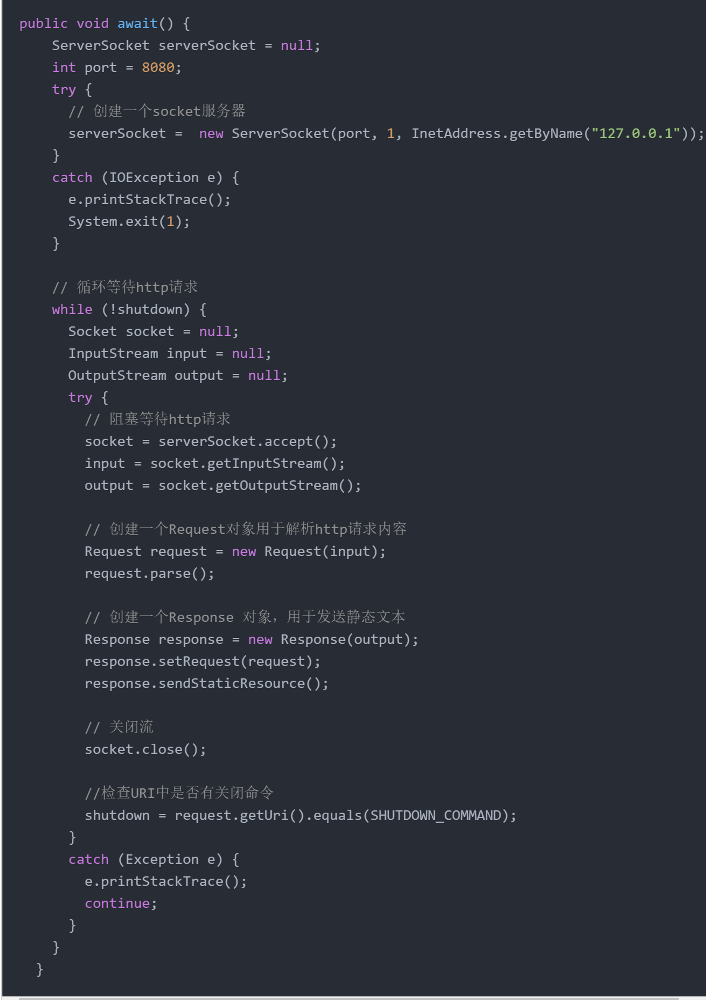 public void await() {
    ServerSocket serverSocket = null;
    int port = 8080;
    try {
      // 创建一个socket服务器
      serverSocket =  new ServerSocket(port, 1, InetAddress.getByName("127.0.0.1"));
    }
    catch (IOException e) {
      e.printStackTrace();
      System.exit(1);
    }

    // 循环等待http请求
    while (!shutdown) {
      Socket socket = null;
      InputStream input = null;
      OutputStream output = null;
      try {
        // 阻塞等待http请求
        socket = serverSocket.accept();
        input = socket.getInputStream();
        output = socket.getOutputStream();

        // 创建一个Request对象用于解析http请求内容
        Request request = new Request(input);
        request.parse();

        // 创建一个Response 对象，用于发送静态文本
        Response response = new Response(output);
        response.setRequest(request);
        response.sendStaticResource();

        // 关闭流
        socket.close();

        //检查URI中是否有关闭命令
        shutdown = request.getUri().equals(SHUTDOWN_COMMAND);
      }
      catch (Exception e) {
        e.printStackTrace();
        continue;
      }
    }
  }